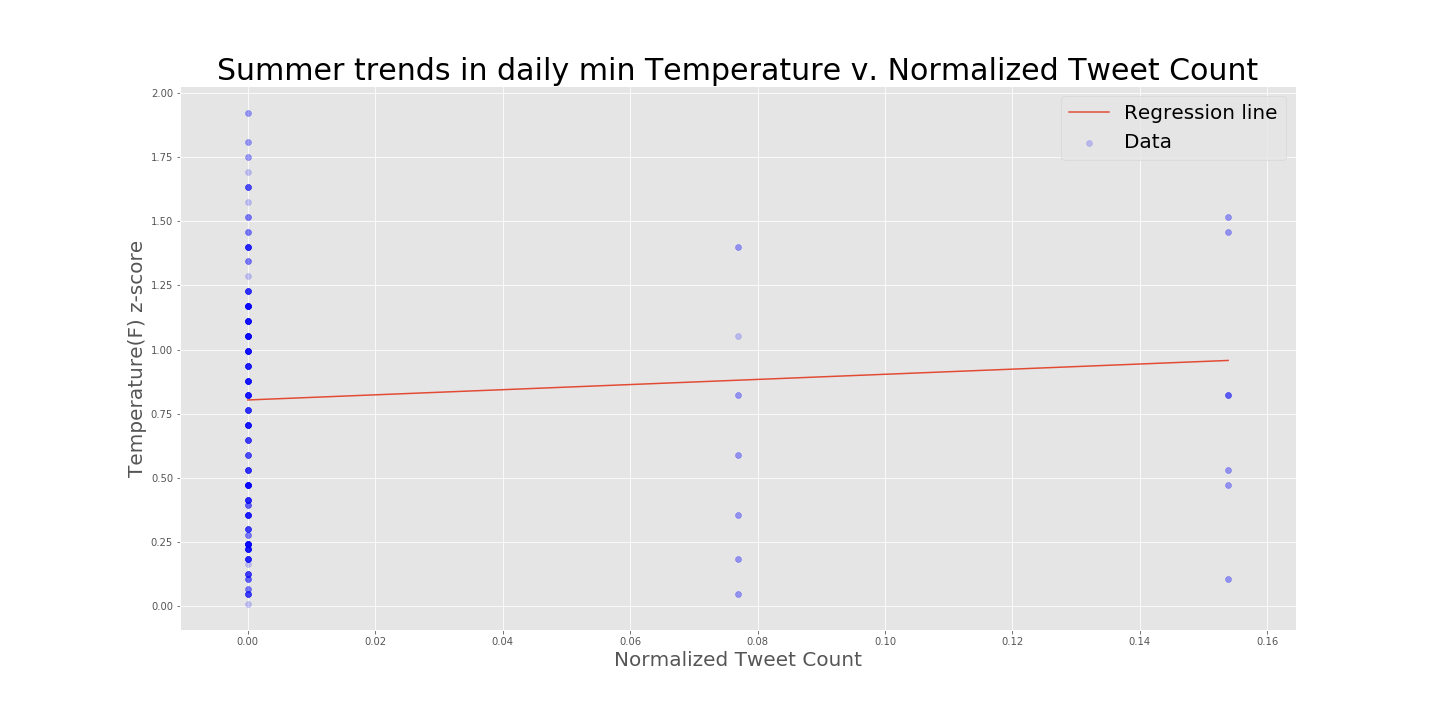 Summer trends in daily min Temperature v. Normalized Tweet Count
Regression line
Data
Temperature(F) z-score
2.00
1.75
1.50
1.25
1.00
0.75
0.50
0.25
0.00
0.00 0.02 0.04 0.06 0.08 0.10 0.12 0.14 0.16
Normalized Tweet Count